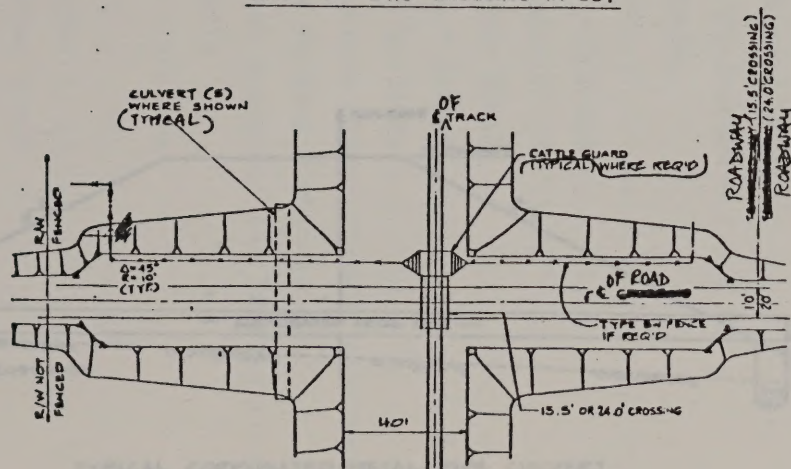 CULVERT (S)
WHERE SHOWN
(TYPICAL)
OF
℄ TRACK
CATTLE GUARD
(TYPICAL) WHERE REQ'D
ROADWAY (15.5' CROSSING)
(24.0' CROSSING)
ROADWAY
R/W
FENCED
Δ=45°
R=10'
(TYP.)
OF ROAD
℄
10'
20'
TYPE BW FENCE
IF REQ'D
R/W NOT
FENCED
15.5' OR 24.0' CROSSING
40'